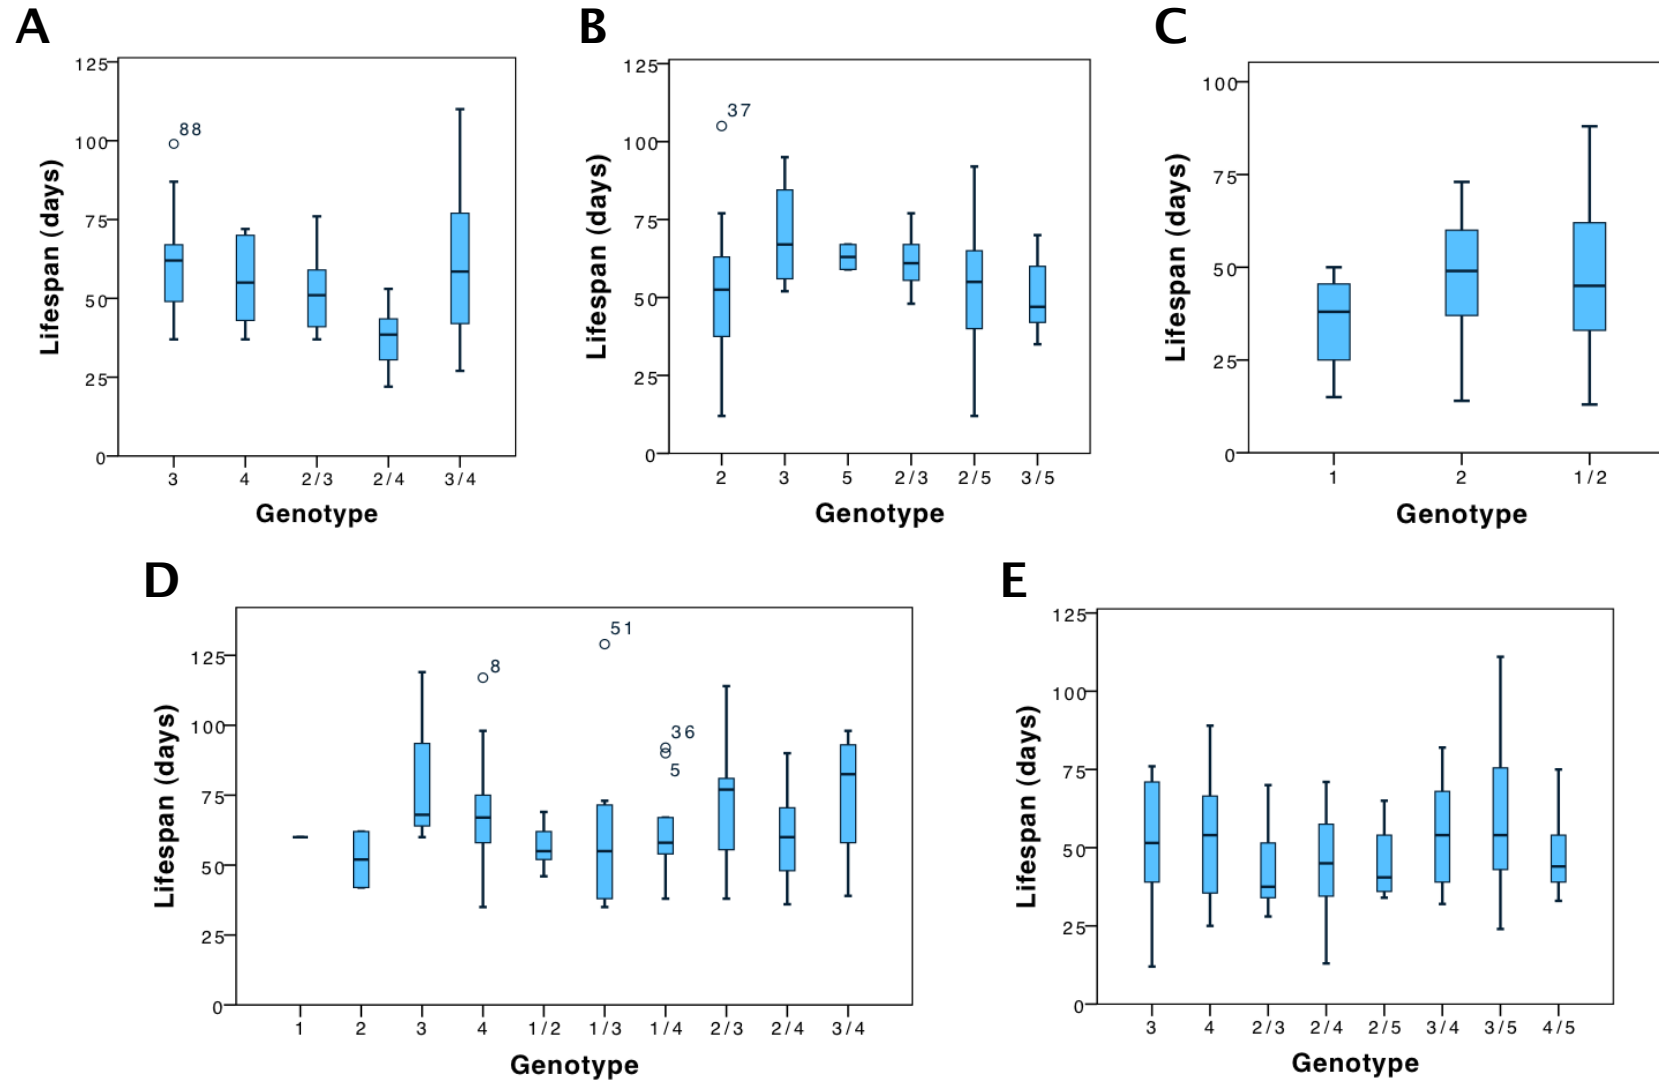 A
125
100
75
50
25
0
Lifespan (days)
88
3 4 2/3 2/4 3/4
Genotype
B
125
100
75
50
25
0
Lifespan (days)
37
2 3 5 2/3 2/5 3/5
Genotype
C
100
75
50
25
0
Lifespan (days)
1 2 1/2
Genotype
D
125
100
75
50
25
0
Lifespan (days)
8
51
36
5
1 2 3 4 1/2 1/3 1/4 2/3 2/4 3/4
Genotype
E
125
100
75
50
25
0
Lifespan (days)
3 4 2/3 2/4 2/5 3/4 3/5 4/5
Genotype